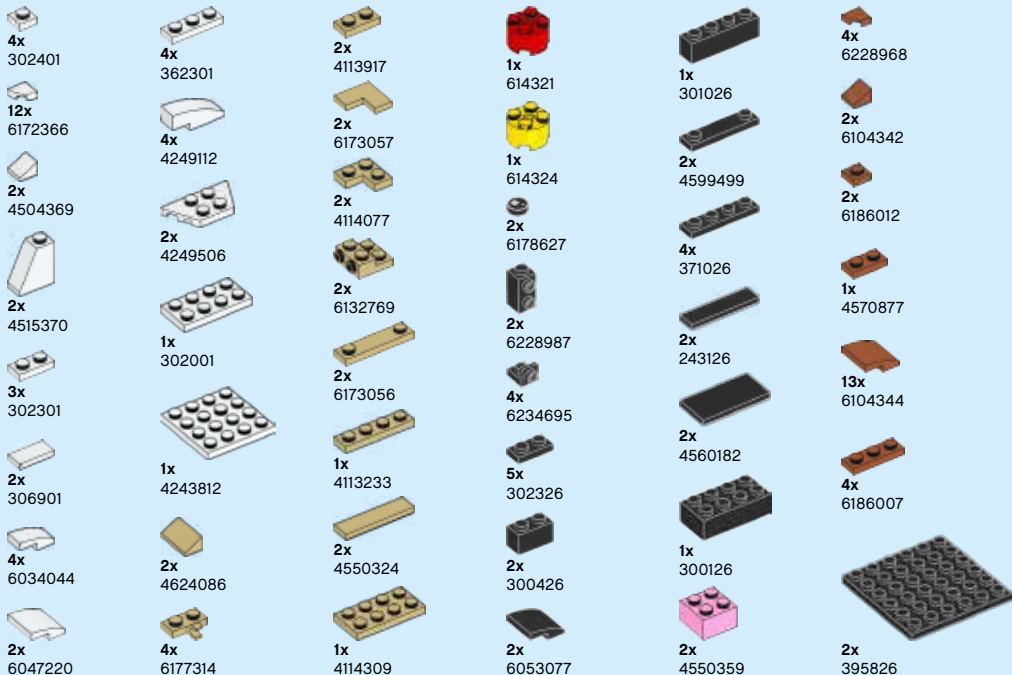 4x
302401
12x
6172366
2x
4504369
2x
4515370
3x
302301
2x
306901
4x
6034044
2x
6047220
4x
362301
4x
4249112
2x
4249506
1x
302001
1x
4243812
2x
4624086
4x
6177314
2x
4113917
2x
6173057
2x
4114077
2x
6132769
2x
6173056
1x
4113233
2x
4550324
1x
4114309
1x
614321
1x
614324
2x
6178627
2x
6228987
4x
6234695
5x
302326
2x
300426
2x
6053077
1x
301026
2x
4599499
4x
371026
2x
243126
2x
4560182
1x
300126
2x
4550359
4x
6228968
2x
6104342
2x
6186012
1x
4570877
13x
6104344
4x
6186007
2x
395826